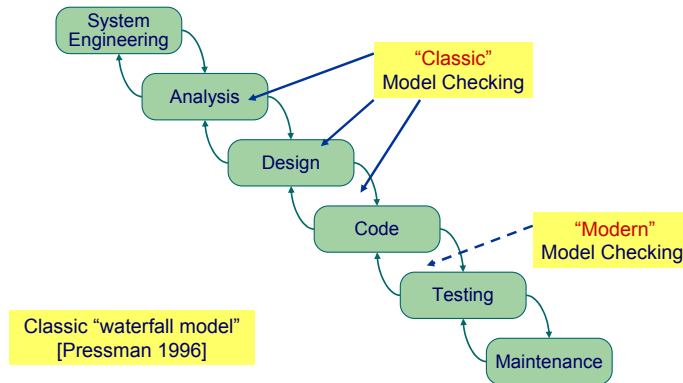 System
Engineering
“Classic”
Model Checking
Analysis
Design
Code
“Modern”
Model Checking
Testing
Classic “waterfall model”
[Pressman 1996]
Maintenance